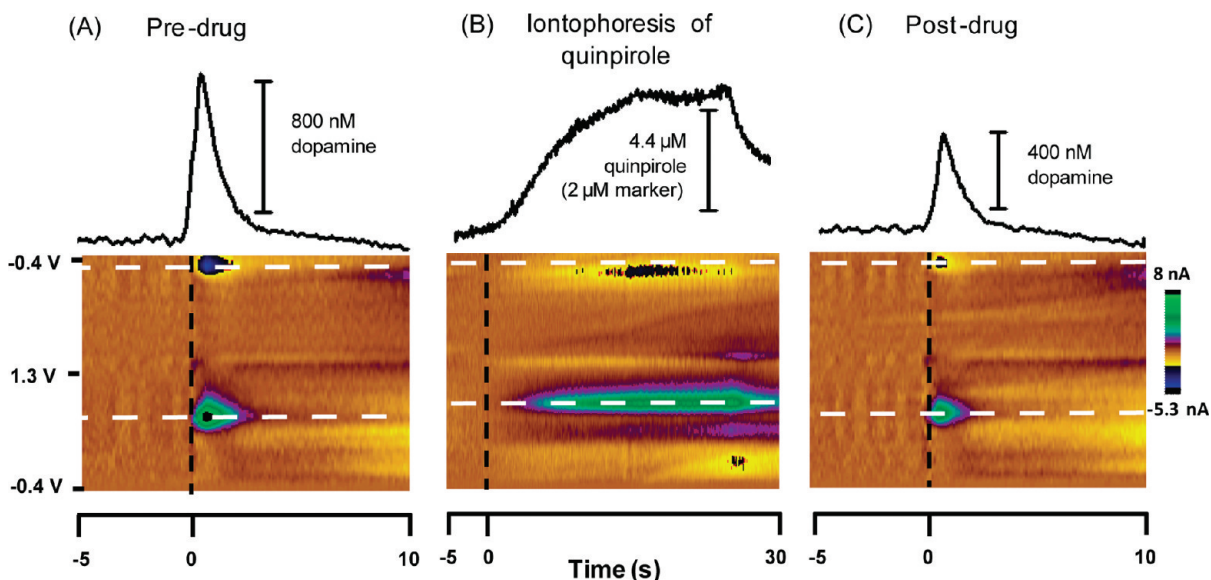 (A) Pre-drug
(B) Iontophoresis of
quinpirole
(C) Post-drug
800 nM
dopamine
4.4 µM
quinpirole
(2 µM marker)
400 nM
dopamine
-0.4 V
1.3 V
-0.4 V
8 nA
-5.3 nA
-5 0 10
-5 0 30
Time (s)
-5 0 10